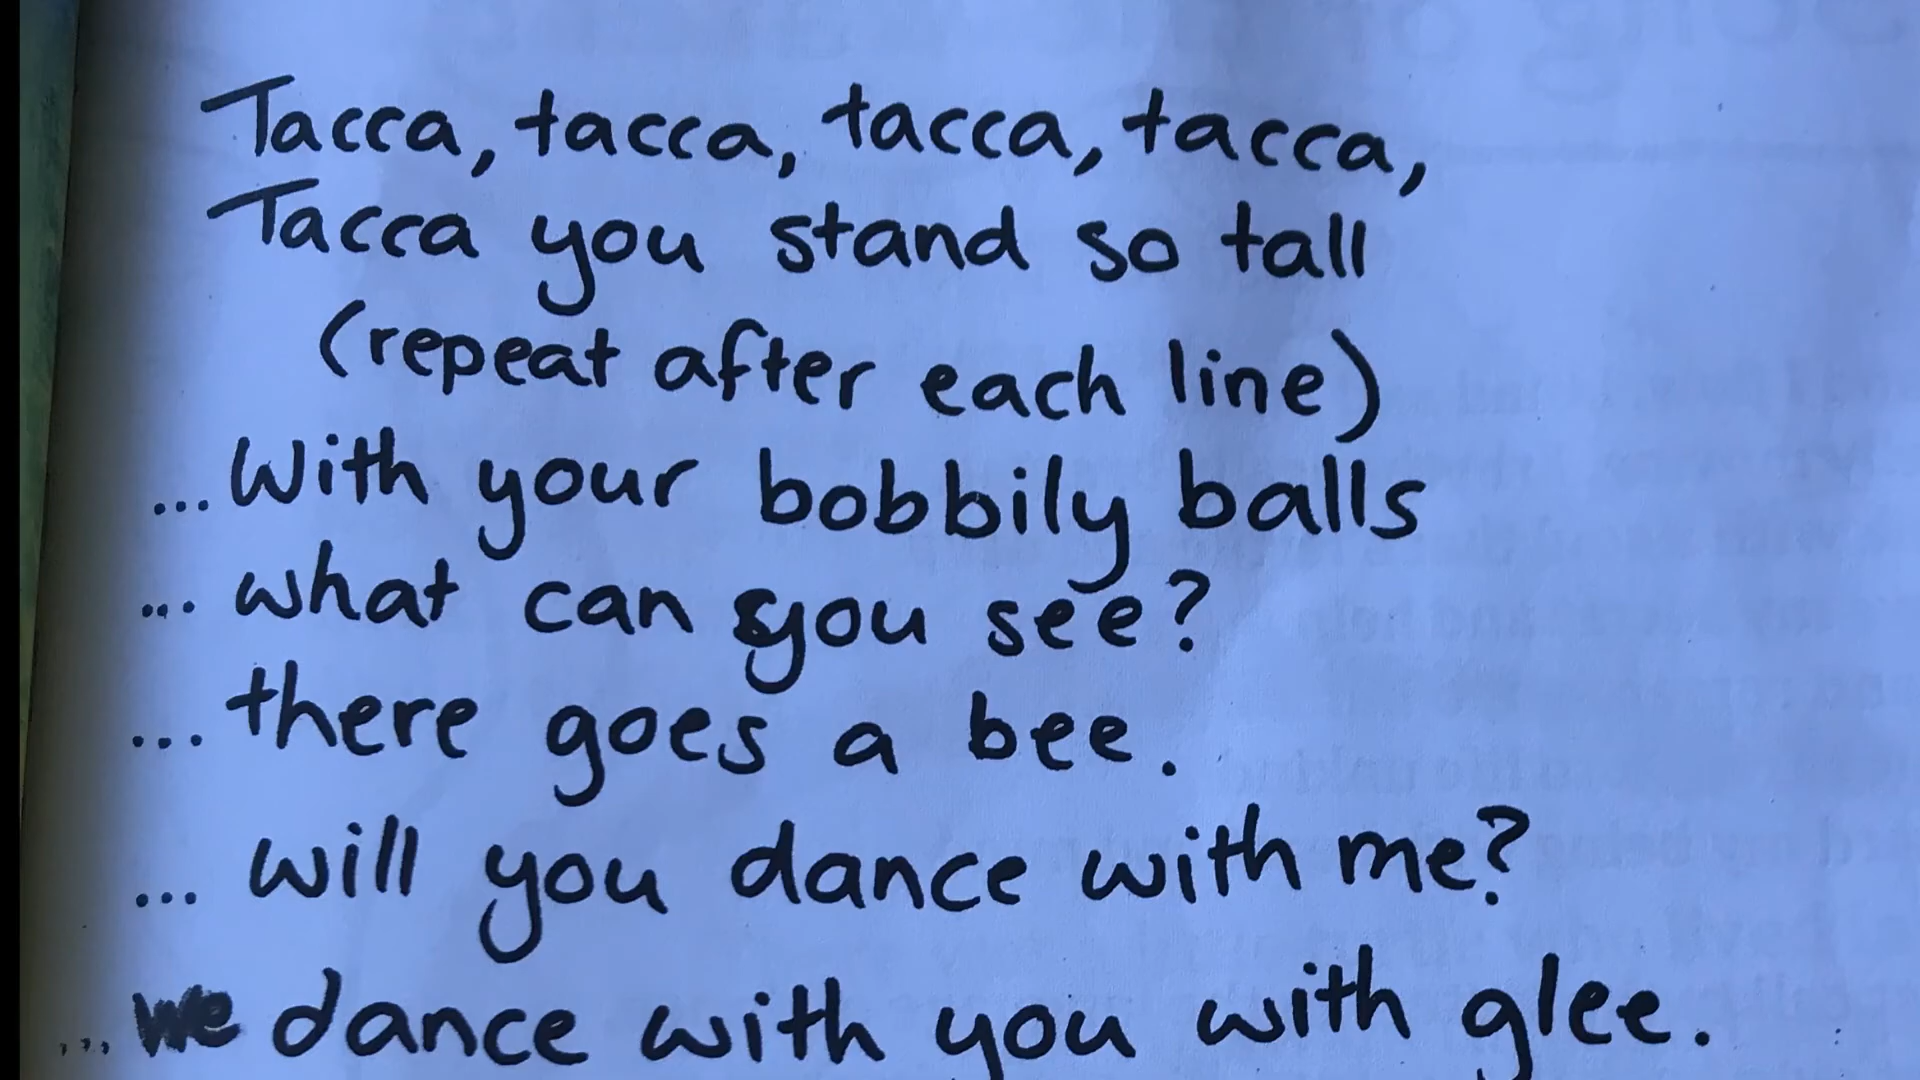 Tacca, tacca, tacca, tacca,
Tacca you stand so tall
(repeat after each line)
...With your bobbily balls
... what can you see?
... there goes a bee.
... will you dance with me?
... we dance with you with glee.